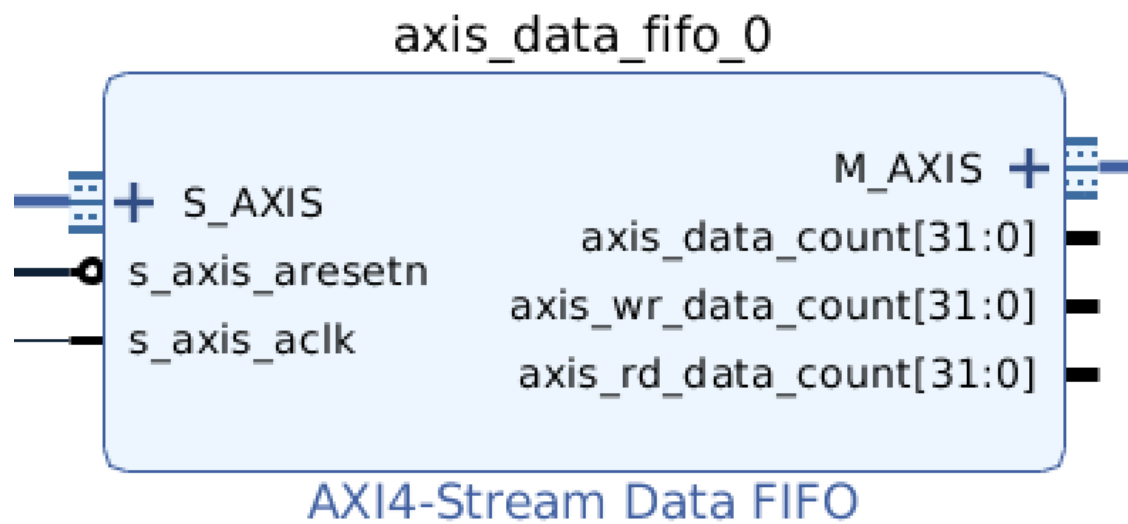 axis_data_fifo_0
M_AXIS
S_AXIS
axis_data_count[31:0]
s_axis_aresetn
axis_wr_data_count[31:0]
s_axis_aclk
axis_rd_data_count[31:0]
AXI4-Stream Data FIFO